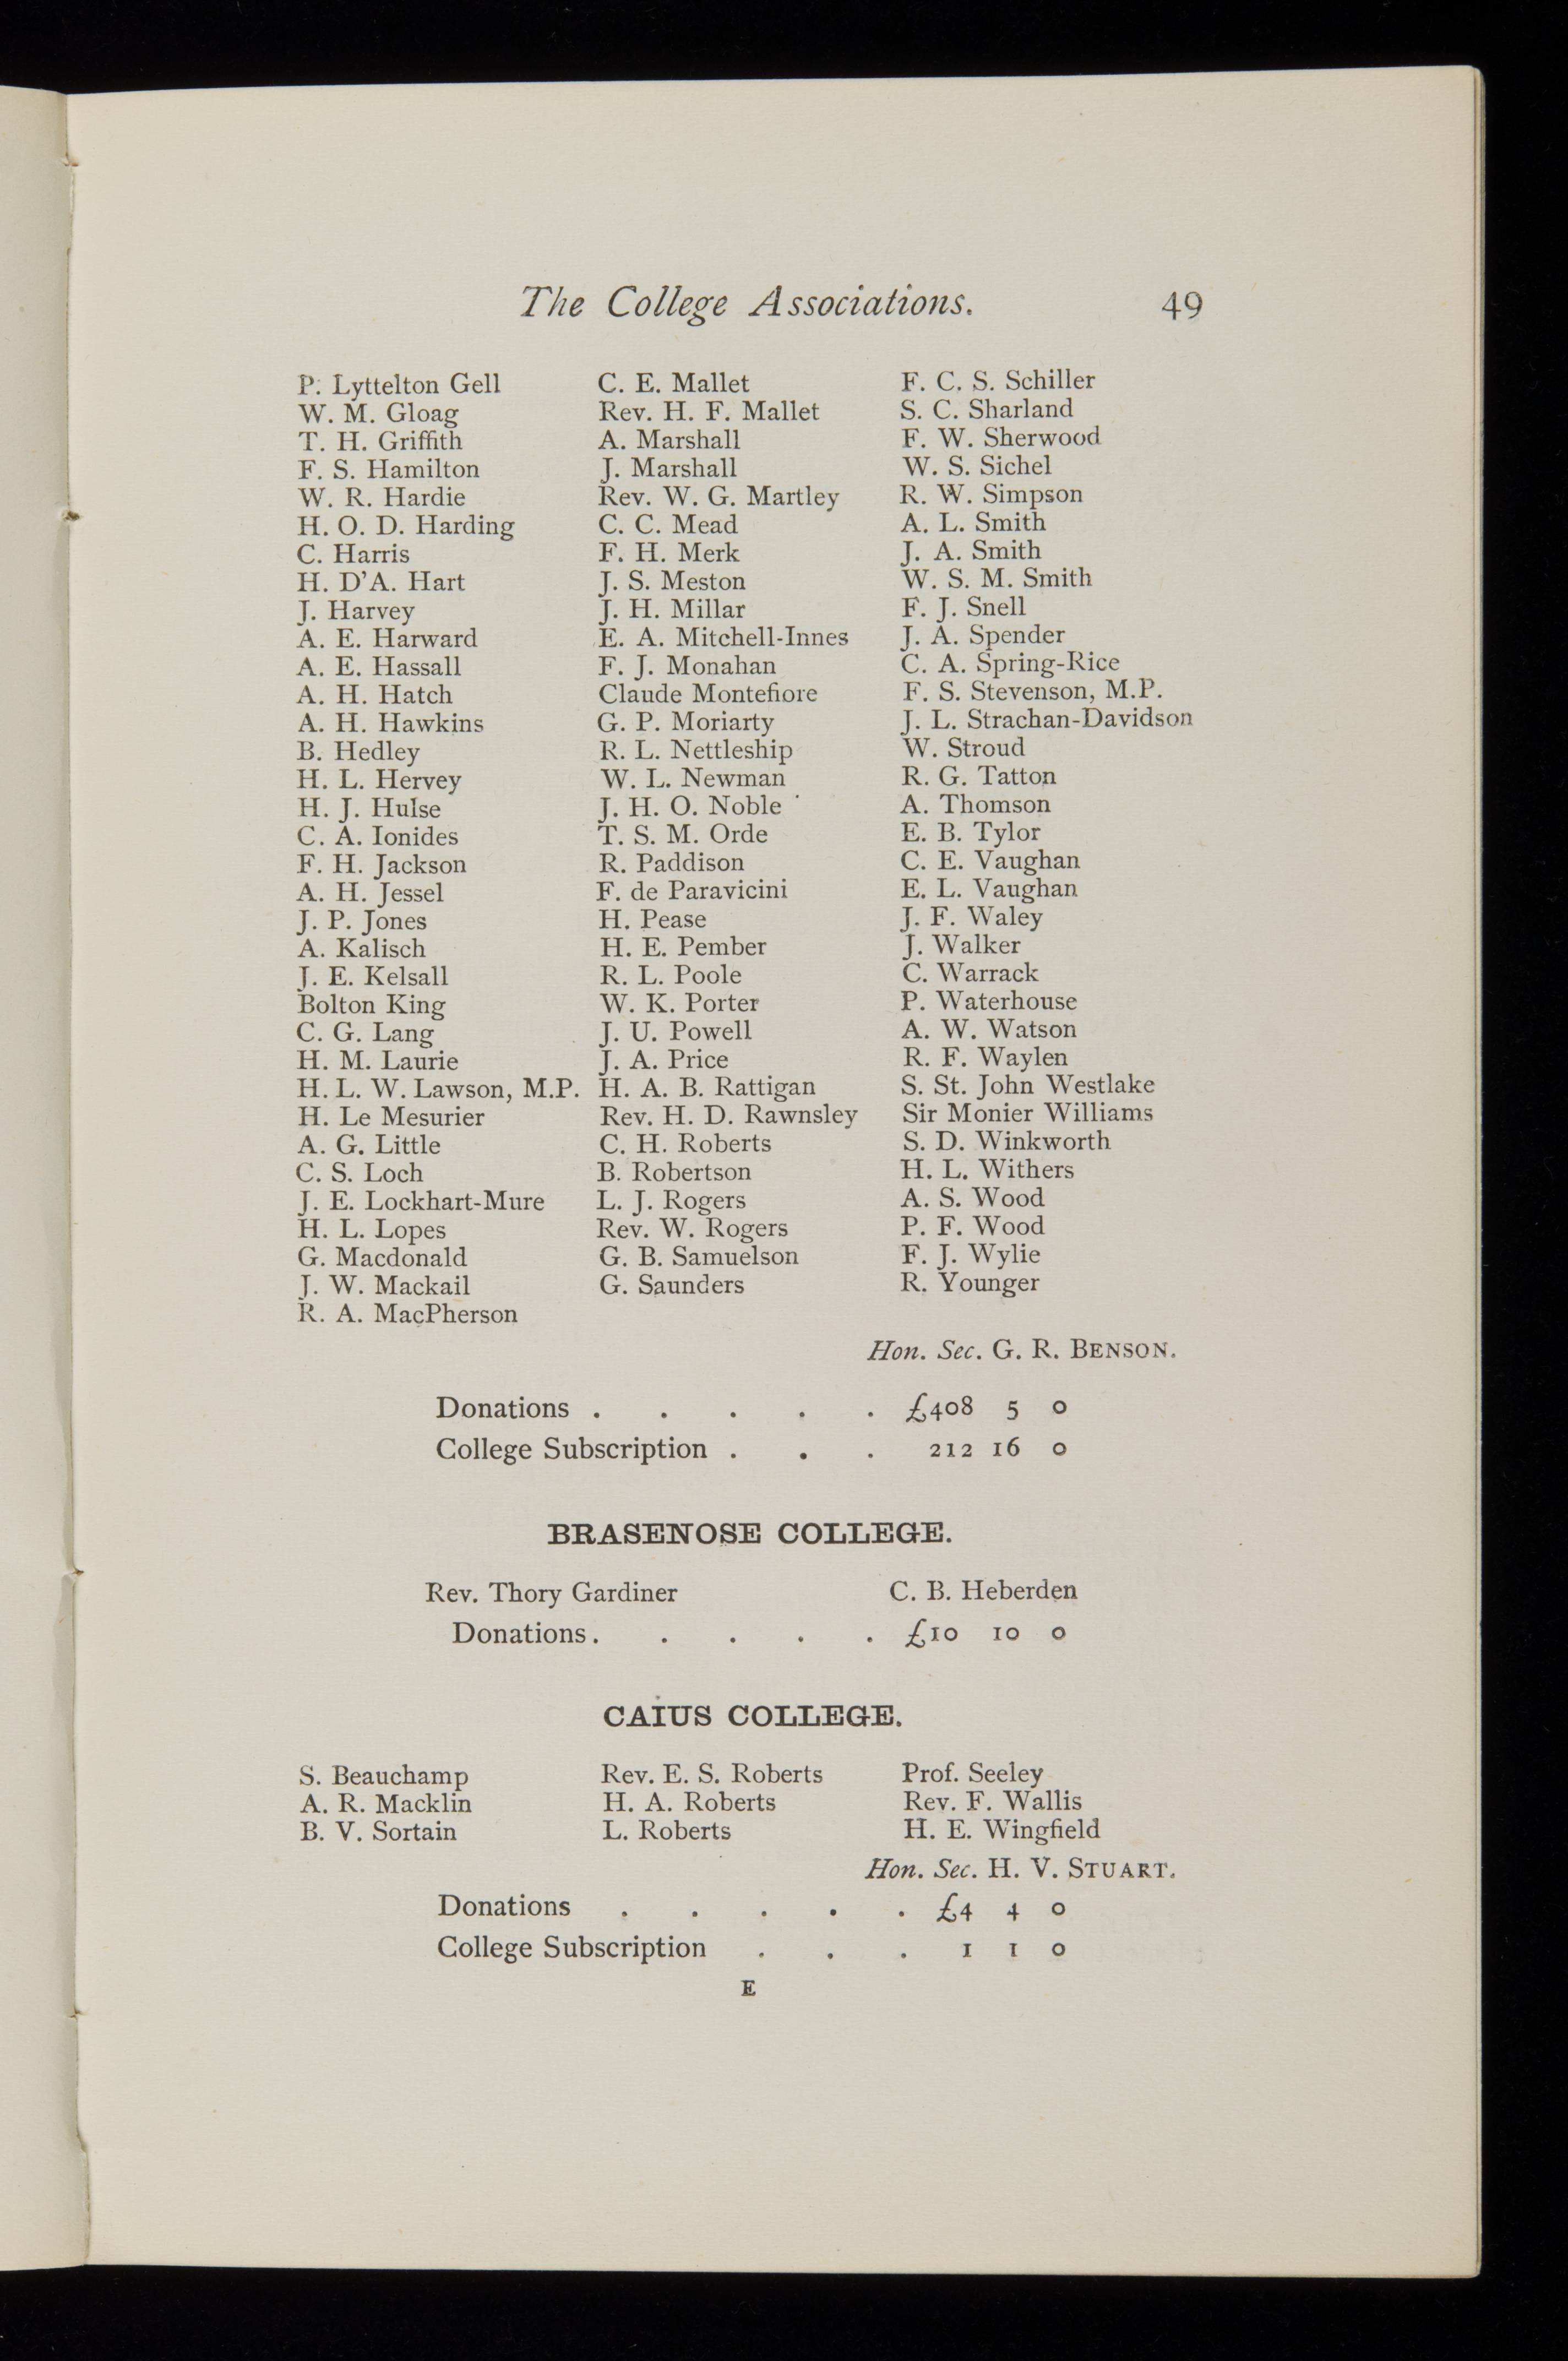 The College Associations. 49
P. Lyttelton Gell
W. M. Gloag
T. H. Griffith
F. S. Hamilton
W. R. Hardie
H. O. D. Harding
C. Harris
H. D'A. Hart
J. Harvey
A. E. Harward
A. E. Hassall
A. H. Hatch
A. H. Hawkins
B. Hedley
H. L. Hervey
H. J. Hulse
C. A. Ionides
F. H. Jackson
A. H. Jessel
J. P. Jones
A. Kalisch
J. E. Kelsall
Bolton King
C. G. Lang
H. M. Laurie
H. L. W. Lawson, M.P.
H. Le Mesurier
A. G. Little
C. S. Loch
J. E. Lockhart-Mure
H. L. Lopes
G. Macdonald
J. W. Mackail
R. A. MacPherson
C. E. Mallet
Rev. H. F. Mallet
A. Marshall
J. Marshall
Rev. W. G. Martley
C. C. Mead
F. H. Merk
J. S. Meston
J. H. Millar
E. A. Mitchell-Innes
F. J. Monahan
Claude Montefiore
G. P. Moriarty
R. L. Nettleship
W. L. Newman
J. H. O. Noble
T. S. M. Orde
R. Paddison
F. de Paravicini
H. Pease
H. E. Pember
R. L. Poole
W. K. Porter
J. U. Powell
J. A. Price
H. A. B. Rattigan
Rev. H. D. Rawnsley
C. H. Roberts
B. Robertson
L. J. Rogers
Rev. W. Rogers
G. B. Samuelson
G. Saunders
F. C. S. Schiller
S. C. Sharland
F. W. Sherwood
W. S. Sichel
R. W. Simpson
A. L. Smith
J. A. Smith
W. S. M. Smith
F. J. Snell
J. A. Spender
C. A. Spring-Rice
F. S. Stevenson, M.P.
J. L. Strachan-Davidson
W. Stroud
R. G. Tatton
A. Thomson
E. B. Tylor
C. E. Vaughan
E. L. Vaughan
J. F. Waley
J. Walker
C. Warrack
P. Waterhouse
A. W. Watson
R. F. Waylen
S. St. John Westlake
Sir Monier Williams
S. D. Winkworth
H. L. Withers
A. S. Wood
P. F. Wood
F. J. Wylie
R. Younger
Hon. Sec. G. R. BENSON.
Donations . . . . . £408 5 0
College Subscription . . . 212 16 0
BRASENOSE COLLEGE.
Rev. Thory Gardiner C. B. Heberden
Donations . . . . . £10 10 0
CAIUS COLLEGE.
S. Beauchamp
A. R. Macklin
B. V. Sortain
Rev. E. S. Roberts
H. A. Roberts
L. Roberts
Prof. Seeley
Rev. F. Wallis
H. E. Wingfield
Hon. Sec. H. V. STUART.
Donations . . . . . £4 4 0
College Subscription . . . 1 1 0
E